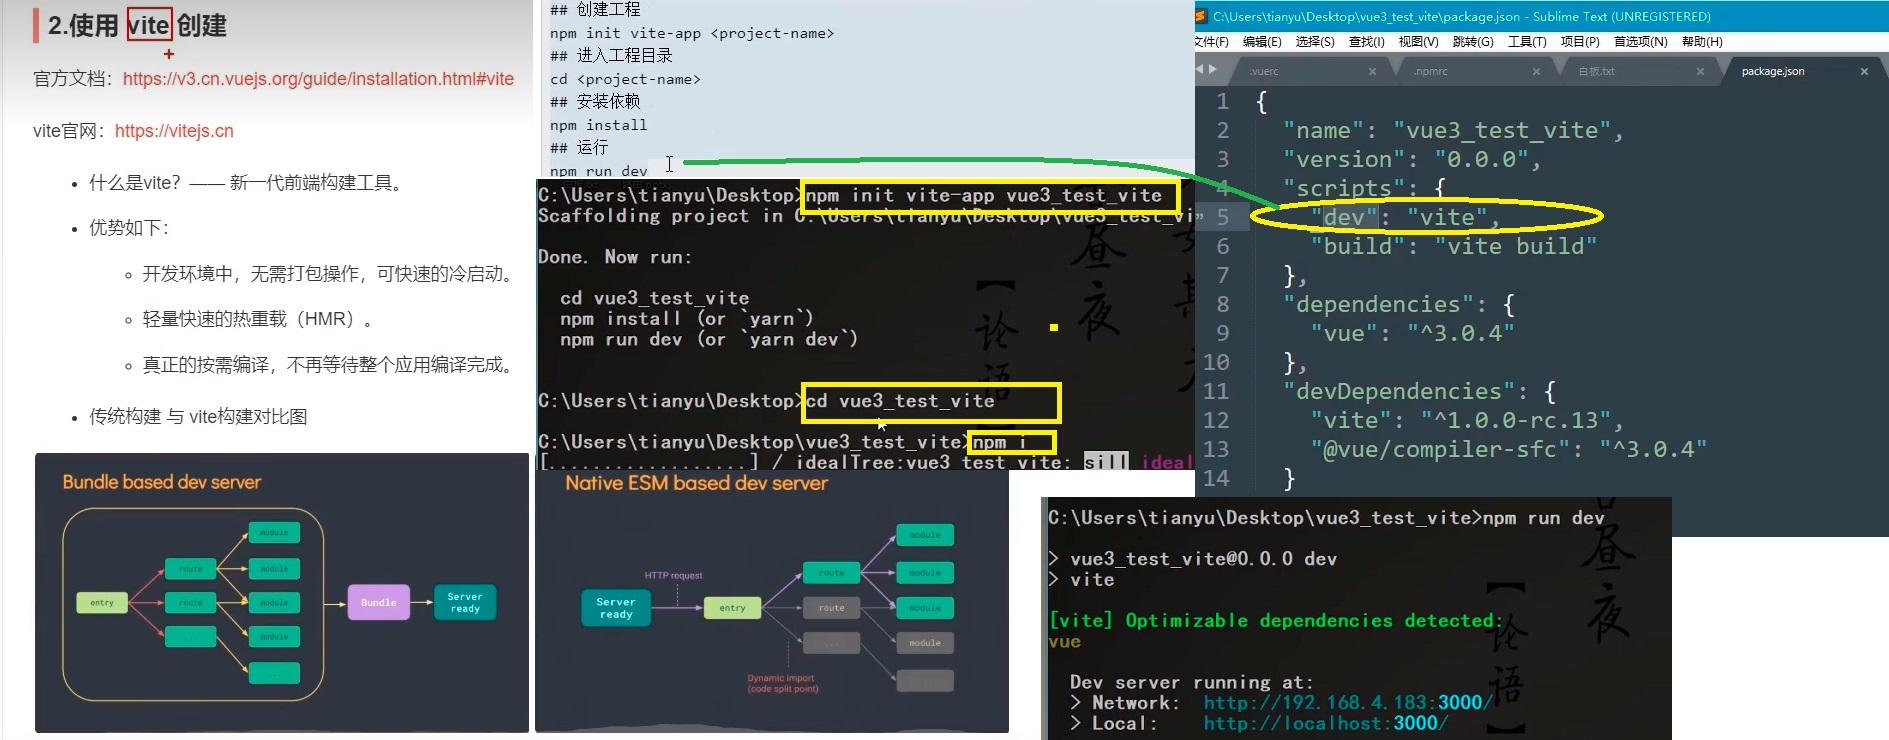 2.使用 vite 创建
官方文档：https://v3.cn.vuejs.org/guide/installation.html#vite
vite官网：https://vitejs.cn
什么是vite？—— 新一代前端构建工具。
优势如下：
开发环境中，无需打包操作，可快速的冷启动。
轻量快速的热重载（HMR）。
真正的按需编译，不再等待整个应用编译完成。
传统构建 与 vite构建对比图
Bundle based dev server
entry
route
route
...
module
module
module
module
...
Bundle
Server
ready
## 创建工程
npm init vite-app <project-name>
## 进入工程目录
cd <project-name>
## 安装依赖
npm install
## 运行
npm run dev
C:\Users\tianyu\Desktop>npm init vite-app vue3_test_vite
Scaffolding project in C:\Users\tianyu\Desktop\vue3_test_vi
Done. Now run:
cd vue3_test_vite
npm install (or `yarn`)
npm run dev (or `yarn dev`)
C:\Users\tianyu\Desktop>cd vue3_test_vite
C:\Users\tianyu\Desktop\vue3_test_vite>npm i
[..................] / idealTree:vue3_test_vite: sill ideal
昼夜
【论语】
Native ESM based dev server
Server
ready
HTTP request
entry
route
route
module
module
module
module
Dynamic import
(code split point)
C:\Users\tianyu\Desktop\vue3_test_vite\package.json - Sublime Text (UNREGISTERED)
文件(F) 编辑(E) 选择(S) 查找(I) 视图(V) 跳转(G) 工具(T) 项目(P) 首选项(N) 帮助(H)
.vuerc × .npmrc × 白板.txt × package.json ×
1 {
2 "name": "vue3_test_vite",
3 "version": "0.0.0",
4 "scripts": {
5 "dev": "vite",
6 "build": "vite build"
7 },
8 "dependencies": {
9 "vue": "^3.0.4"
10 },
11 "devDependencies": {
12 "vite": "^1.0.0-rc.13",
13 "@vue/compiler-sfc": "^3.0.4"
14 }
C:\Users\tianyu\Desktop\vue3_test_vite>npm run dev
> vue3_test_vite@0.0.0 dev
> vite
[vite] Optimizable dependencies detected:
vue
Dev server running at:
> Network: http://192.168.4.183:3000/
> Local: http://localhost:3000/
昼夜
【论语】